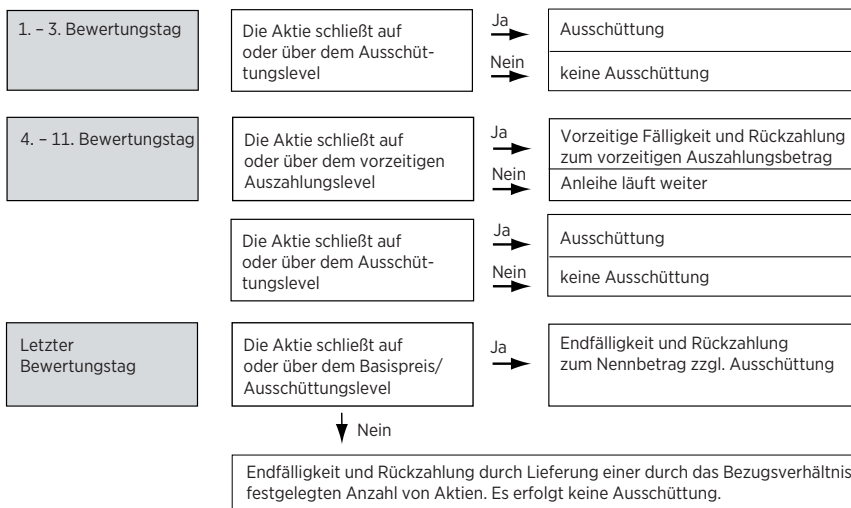 1. – 3. Bewertungstag
Die Aktie schließt auf
oder über dem Ausschüt-
tungslevel
Ja
Nein
Ausschüttung
keine Ausschüttung
4. – 11. Bewertungstag
Die Aktie schließt auf
oder über dem vorzeitigen
Auszahlungslevel
Ja
Nein
Vorzeitige Fälligkeit und Rückzahlung
zum vorzeitigen Auszahlungsbetrag
Anleihe läuft weiter
Die Aktie schließt auf
oder über dem Ausschüt-
tungslevel
Ja
Nein
Ausschüttung
keine Ausschüttung
Letzter
Bewertungstag
Die Aktie schließt auf
oder über dem Basispreis/
Ausschüttungslevel
Ja
Endfälligkeit und Rückzahlung
zum Nennbetrag zzgl. Ausschüttung
Nein
Endfälligkeit und Rückzahlung durch Lieferung einer durch das Bezugsverhältnis
festgelegten Anzahl von Aktien. Es erfolgt keine Ausschüttung.